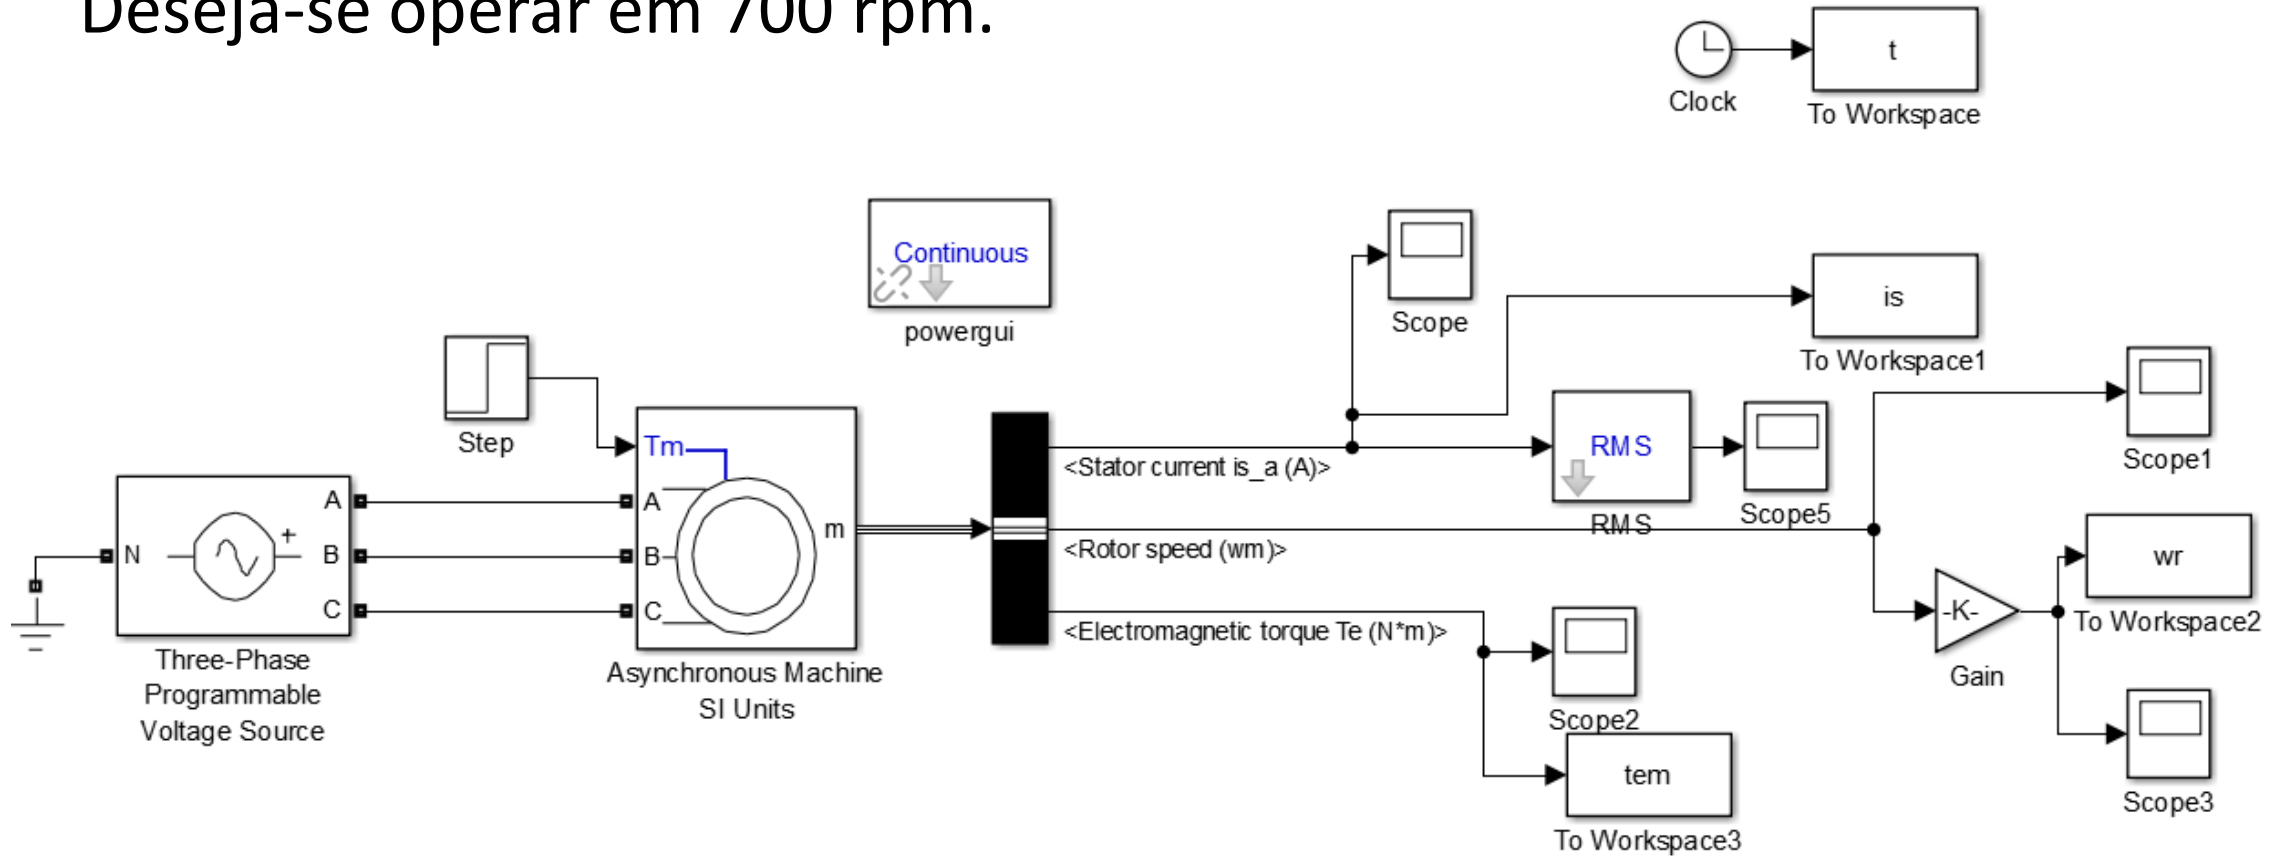 Deseja-se operar em 700 rpm.
t
Clock
To Workspace
Continuous
powergui
Scope
is
To Workspace1
Step
Tm
RMS
RMS
Scope5
Scope1
<Stator current is_a (A)>
A
B
C
N
+
A
B
C
m
<Rotor speed (wm)>
wr
To Workspace2
-K-
Gain
<Electromagnetic torque Te (N*m)>
Three-Phase
Programmable
Voltage Source
Asynchronous Machine
SI Units
Scope2
tem
To Workspace3
Scope3